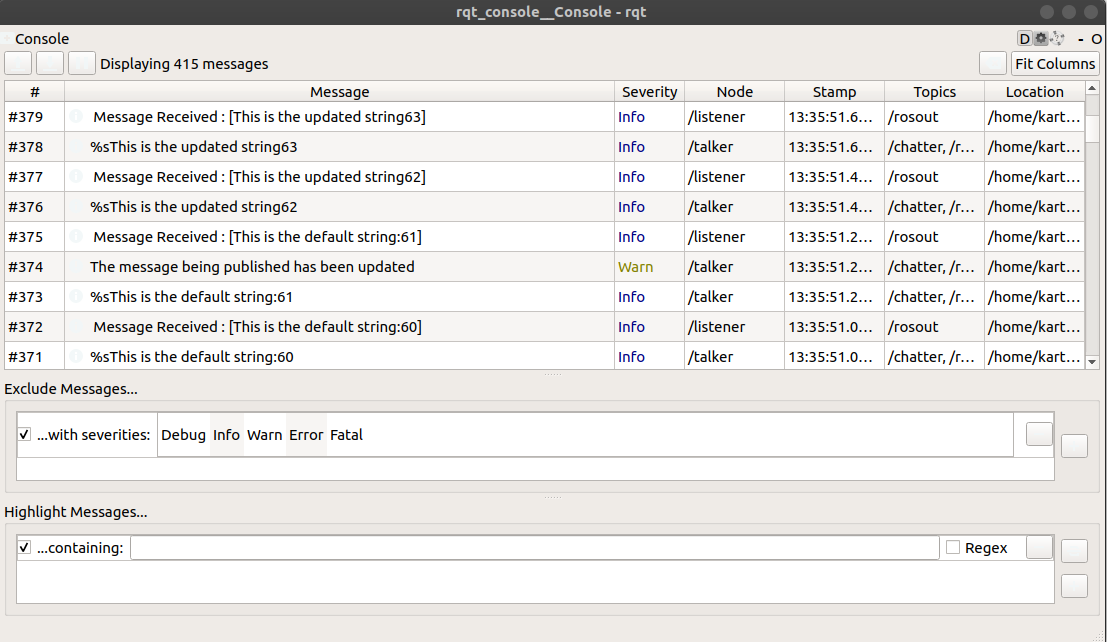 rqt_console__Console - rqt
Console D - O
Displaying 415 messages Fit Columns
# Message Severity Node Stamp Topics Location
#379 Message Received : [This is the updated string63] Info /listener 13:35:51.6... /rosout /home/kart...
#378 %sThis is the updated string63 Info /talker 13:35:51.6... /chatter, /r... /home/kart...
#377 Message Received : [This is the updated string62] Info /listener 13:35:51.4... /rosout /home/kart...
#376 %sThis is the updated string62 Info /talker 13:35:51.4... /chatter, /r... /home/kart...
#375 Message Received : [This is the default string:61] Info /listener 13:35:51.2... /rosout /home/kart...
#374 The message being published has been updated Warn /talker 13:35:51.2... /chatter, /r... /home/kart...
#373 %sThis is the default string:61 Info /talker 13:35:51.2... /chatter, /r... /home/kart...
#372 Message Received : [This is the default string:60] Info /listener 13:35:51.0... /rosout /home/kart...
#371 %sThis is the default string:60 Info /talker 13:35:51.0... /chatter, /r... /home/kart...
Exclude Messages...
...with severities: Debug Info Warn Error Fatal
Highlight Messages...
...containing: Regex